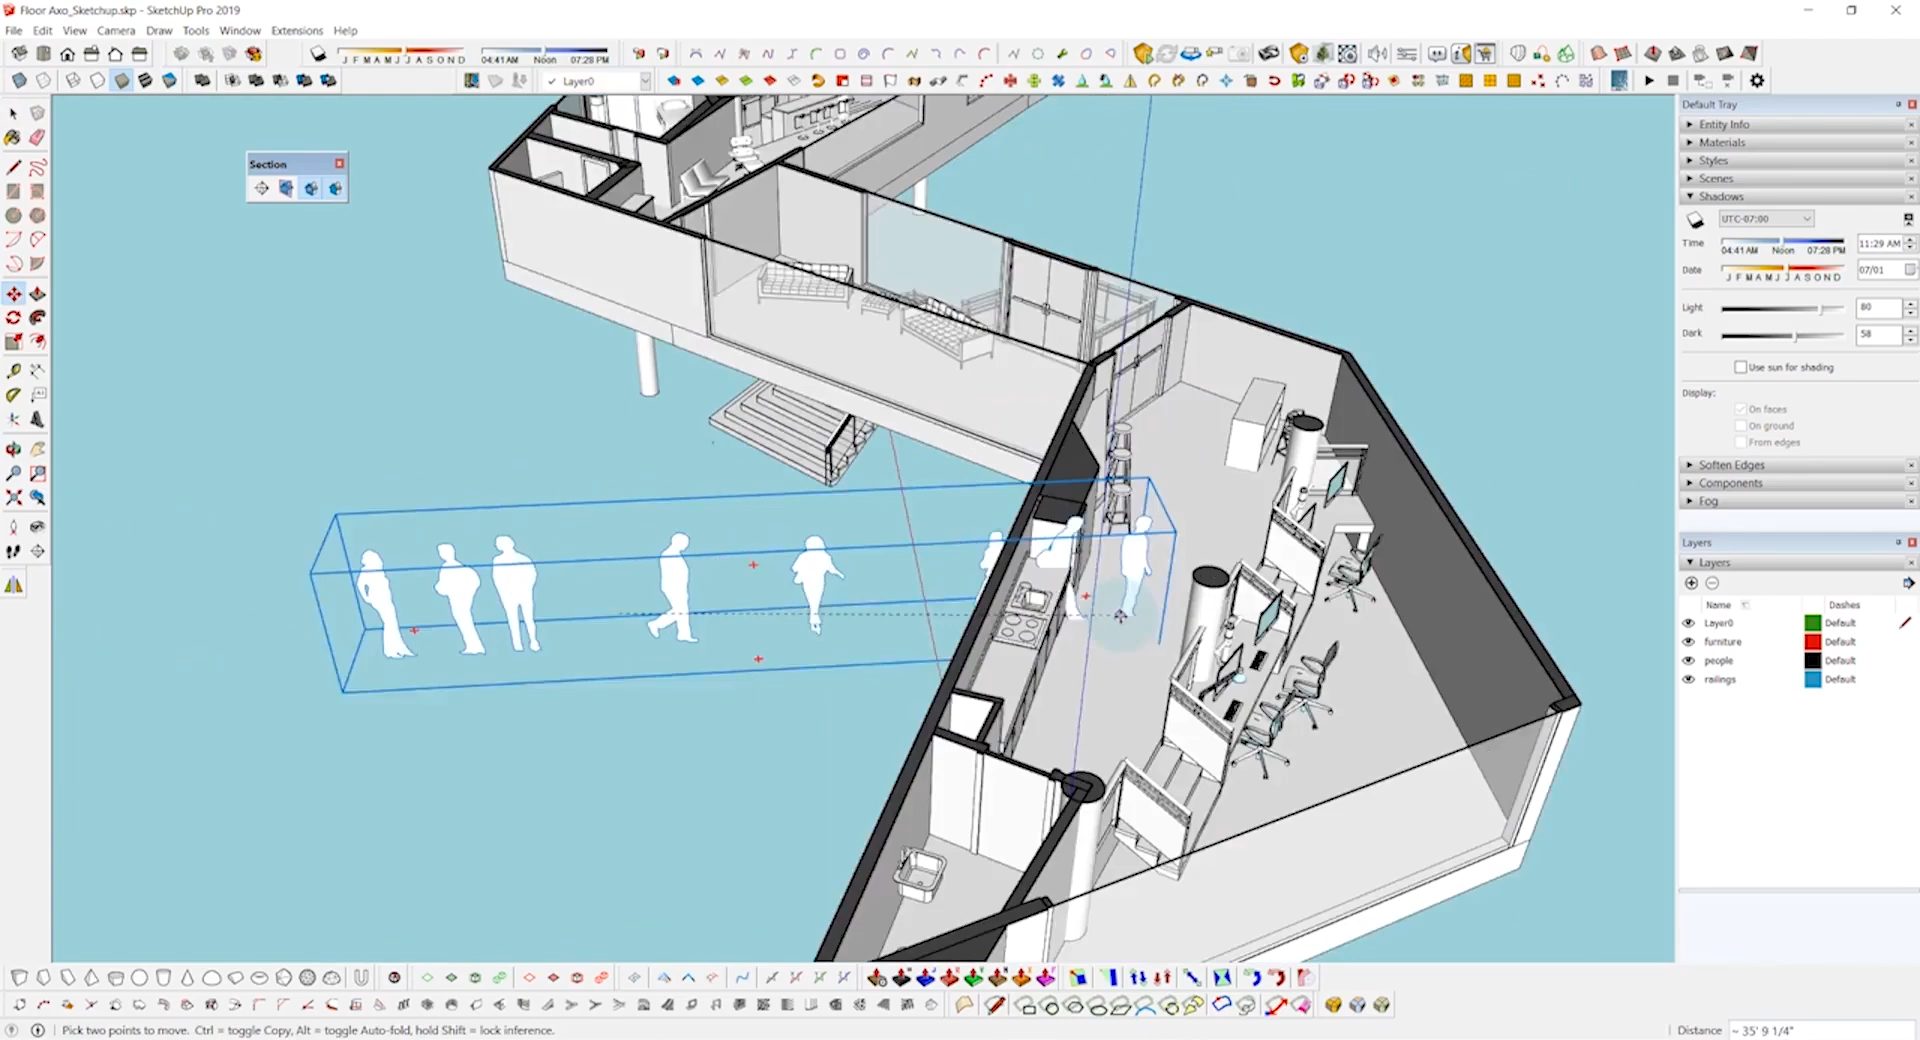 Floor Axo_Sketchup.skp - SketchUp Pro 2019
File Edit View Camera Draw Tools Window Extensions Help
J F M A M J J A S O N D
04:41 AM Noon 07:28 PM
Layer0
Section
Default Tray
Entity Info
Materials
Styles
Scenes
Shadows
UTC-07:00
Time
04:41 AM Noon 07:28 PM
11:29 AM
Date
J F M A M J J A S O N D
07/01
Light
80
Dark
58
Use sun for shading
Display:
On faces
On ground
From edges
Soften Edges
Components
Fog
Layers
Layers
Name Dashes
Layer0 Default
furniture Default
people Default
railings Default
Pick two points to move. Ctrl = toggle Copy, Alt = toggle Auto-fold, hold Shift = lock inference.
Distance ~ 35' 9 1/4"